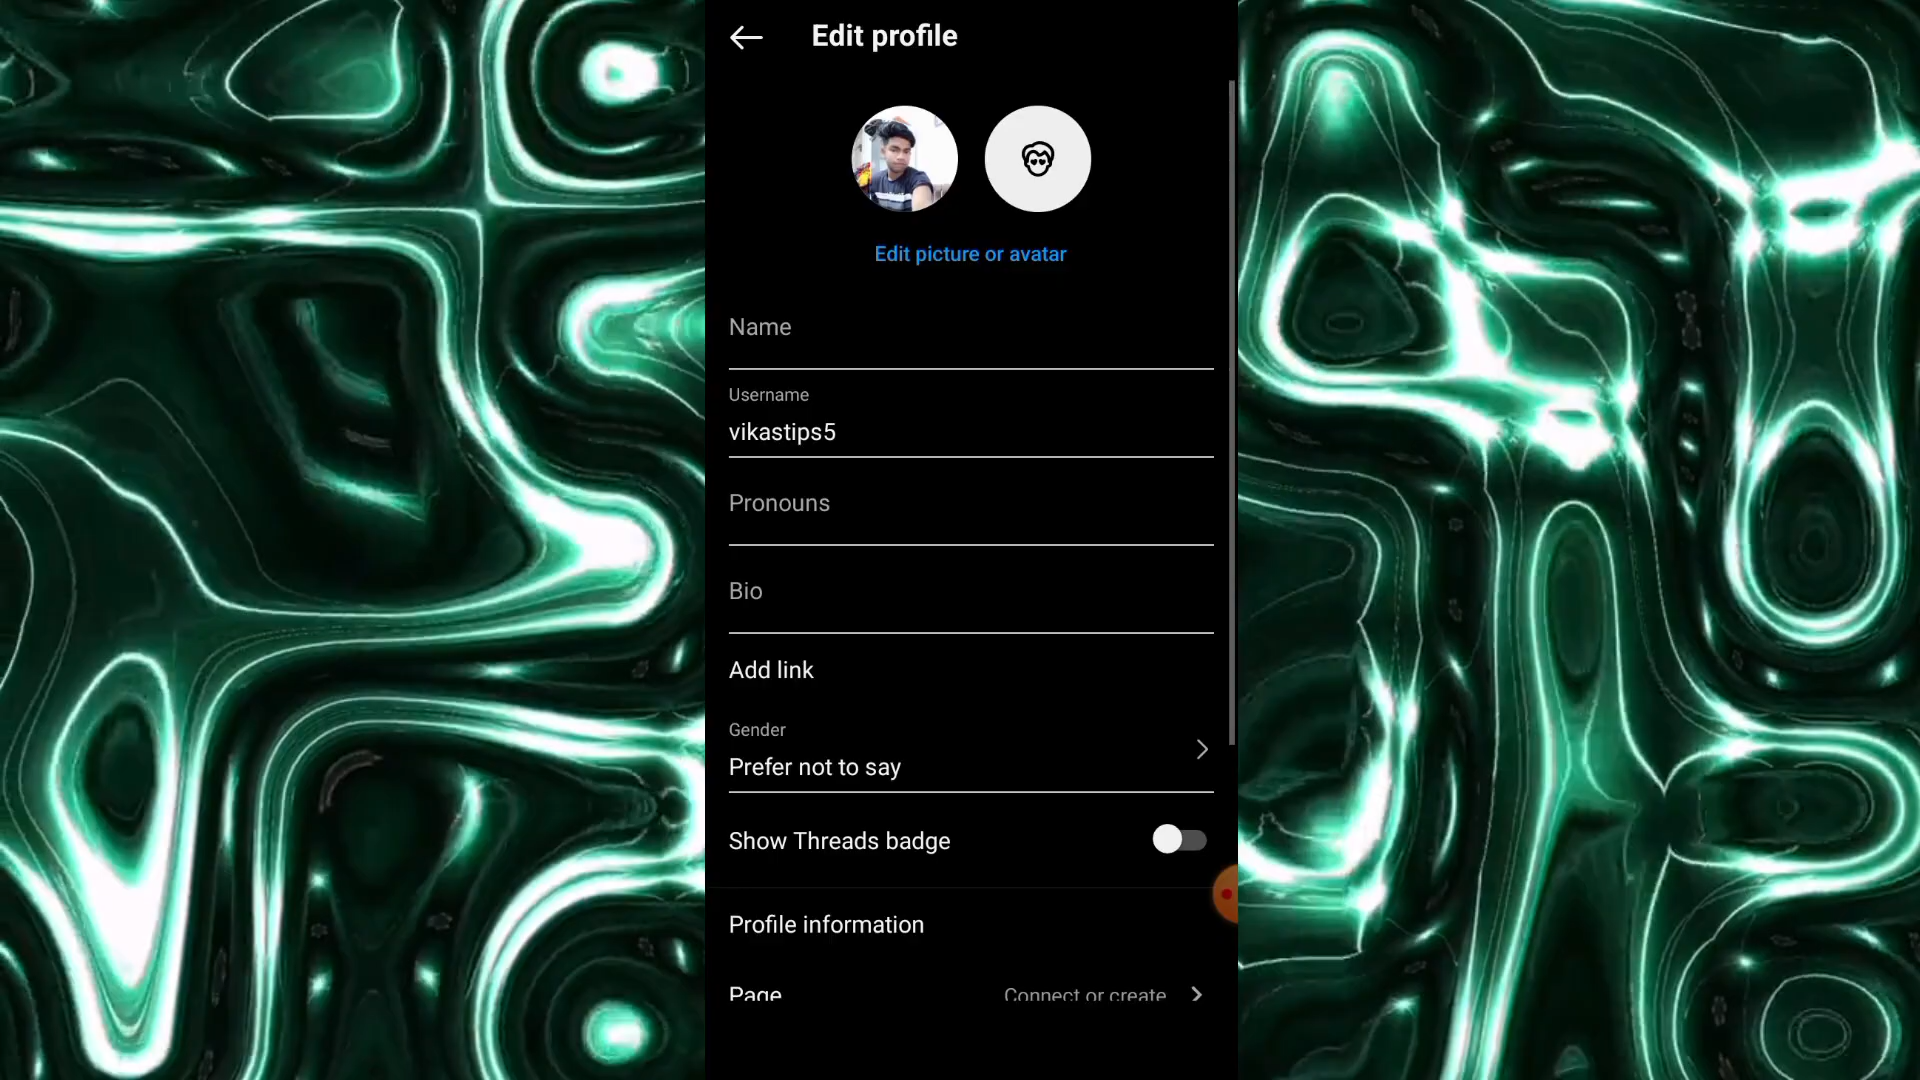 Edit profile
Edit picture or avatar
Name
Username
vikastips5
Pronouns
Bio
Add link
Gender
Prefer not to say
Show Threads badge
Profile information
Page Connect or create